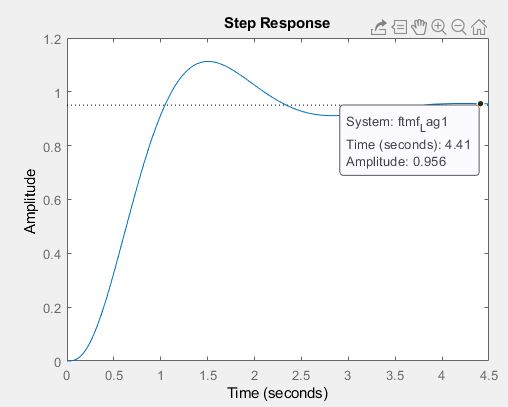 Step Response
1.2
1
0.8
0.6
0.4
0.2
0
Amplitude
System: ftmfLag1
Time (seconds): 4.41
Amplitude: 0.956
0 0.5 1 1.5 2 2.5 3 3.5 4 4.5
Time (seconds)